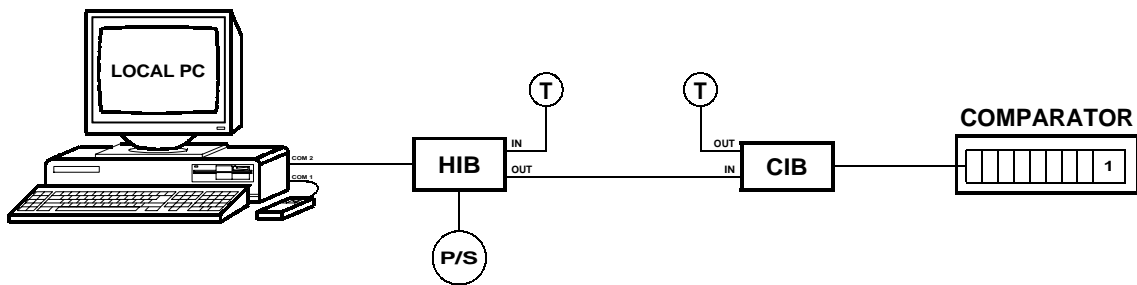 LOCAL PC
COM 2
COM 1
HIB
IN
OUT
T
P/S
T
OUT
IN
CIB
COMPARATOR
1